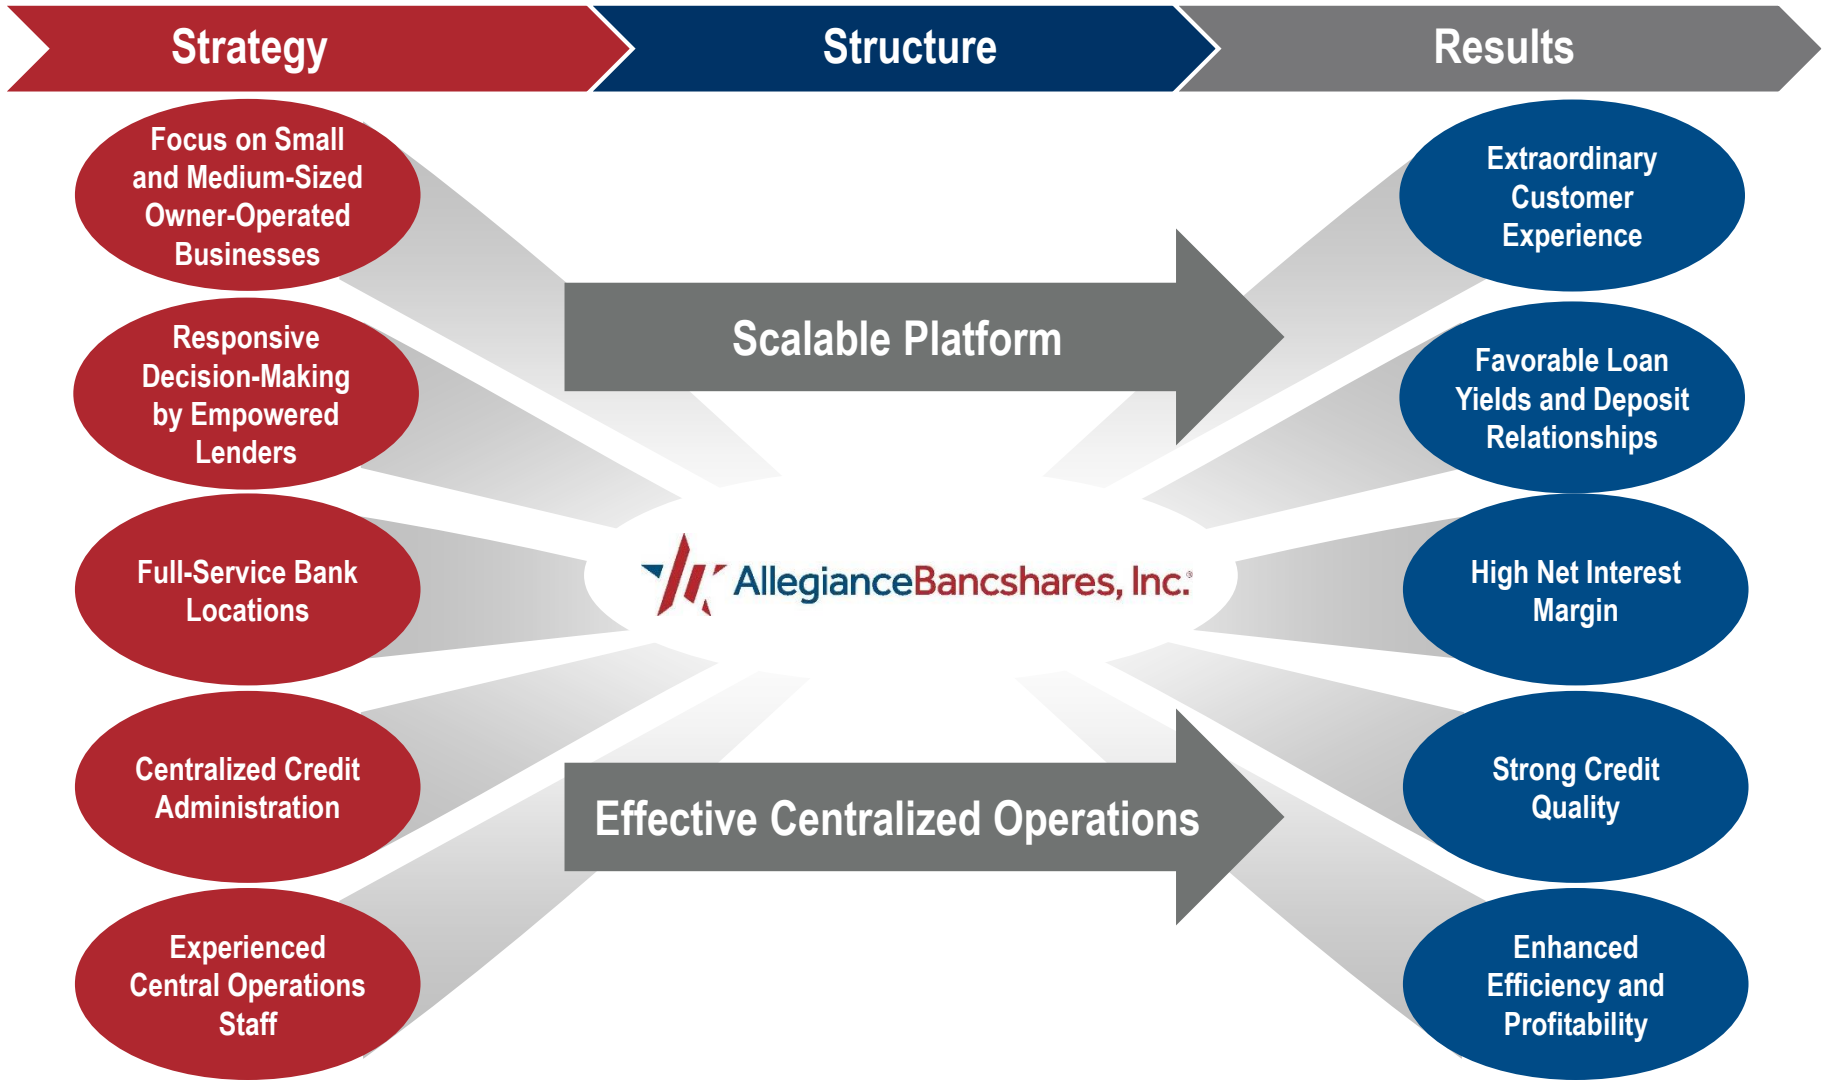 Strategy
Structure
Results
Focus on Small
and Medium-Sized
Owner-Operated
Businesses
Responsive
Decision-Making
by Empowered
Lenders
Full-Service Bank
Locations
Centralized Credit
Administration
Experienced
Central Operations
Staff
Scalable Platform
AllegianceBancshares, Inc.®
Effective Centralized Operations
Extraordinary
Customer
Experience
Favorable Loan
Yields and Deposit
Relationships
High Net Interest
Margin
Strong Credit
Quality
Enhanced
Efficiency and
Profitability